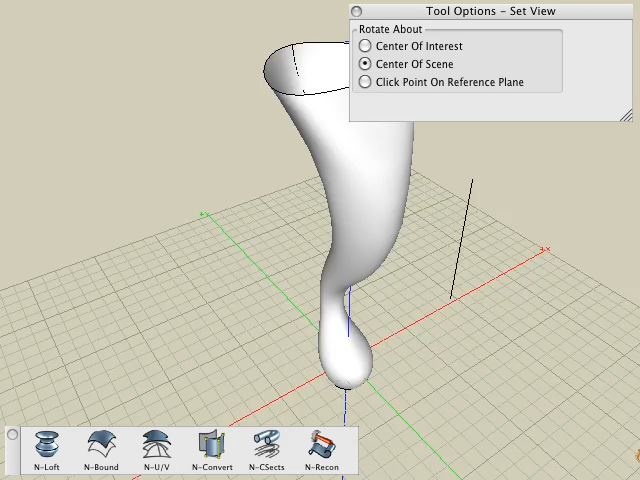 Tool Options - Set View
Rotate About
Center Of Interest
Center Of Scene
Click Point On Reference Plane
+Y
+X
N-Loft N-Bound N-U/V N-Convert N-CSects N-Recon